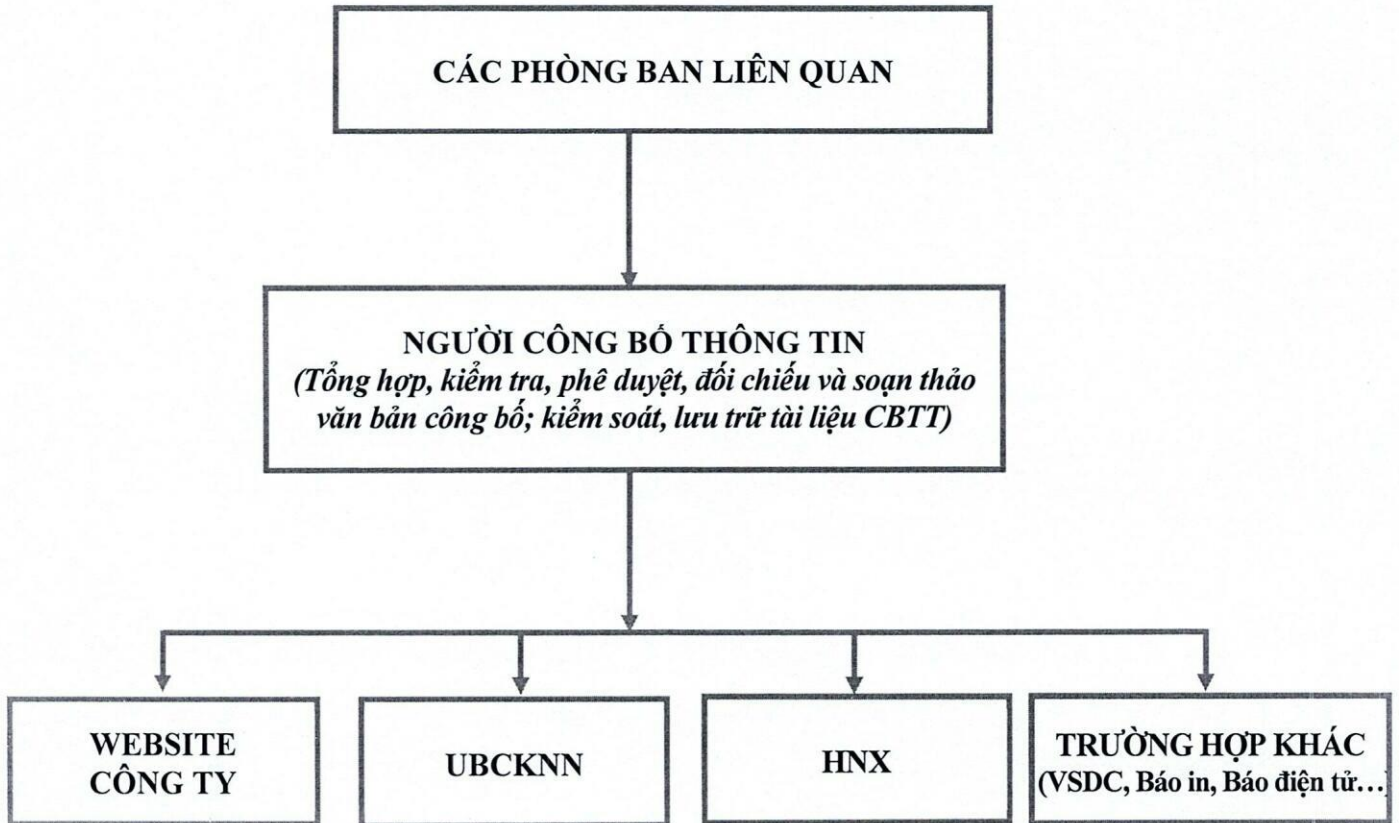 CÁC PHÒNG BAN LIÊN QUAN
NGƯỜI CÔNG BỐ THÔNG TIN
(Tổng hợp, kiểm tra, phê duyệt, đối chiếu và soạn thảo
văn bản công bố; kiểm soát, lưu trữ tài liệu CBTT)
WEBSITE
CÔNG TY
UBCKNN
HNX
TRƯỜNG HỢP KHÁC
(VSDC, Báo in, Báo điện tử…)